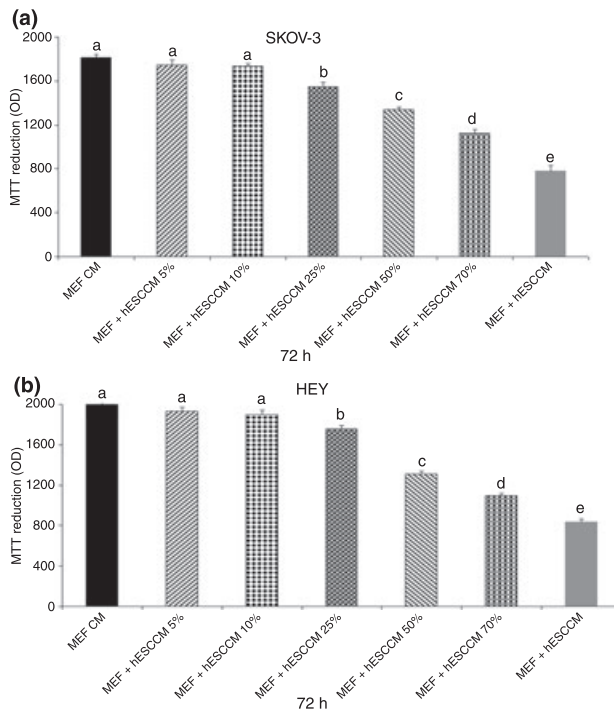 (a)
SKOV-3
2000
1600
1200
800
400
0
MTT reduction (OD)
a
a
a
b
c
d
e
MEF CM
MEF + hESCCM 5%
MEF + hESCCM 10%
MEF + hESCCM 25%
MEF + hESCCM 50%
MEF + hESCCM 70%
MEF + hESCCM
72 h
(b)
HEY
2000
1600
1200
800
400
0
MTT reduction (OD)
a
a
a
b
c
d
e
MEF CM
MEF + hESCCM 5%
MEF + hESCCM 10%
MEF + hESCCM 25%
MEF + hESCCM 50%
MEF + hESCCM 70%
MEF + hESCCM
72 h